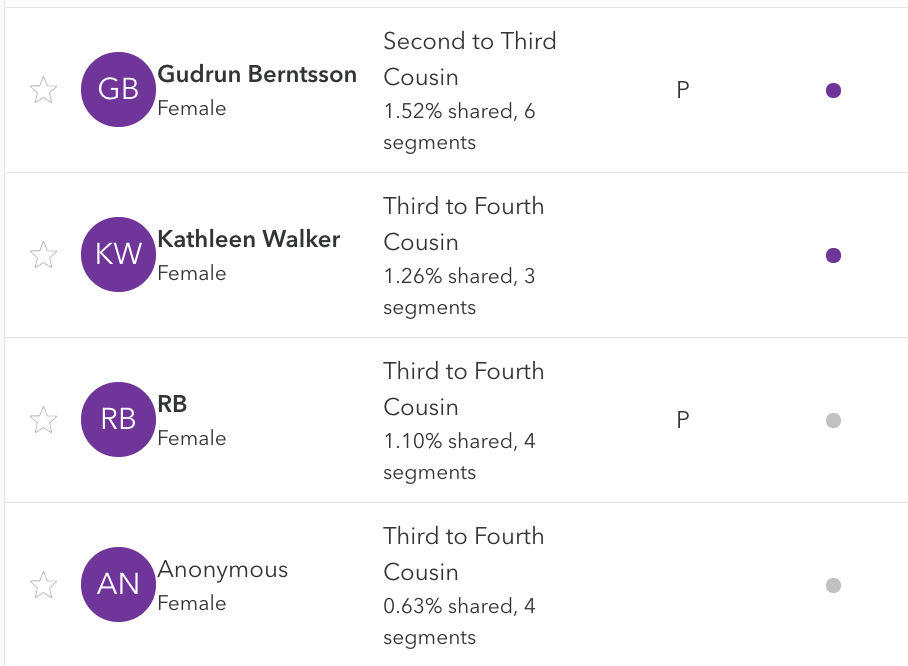 GB
Gudrun Berntsson
Female
Second to Third
Cousin
1.52% shared, 6
segments
P
KW
Kathleen Walker
Female
Third to Fourth
Cousin
1.26% shared, 3
segments
RB
RB
Female
Third to Fourth
Cousin
1.10% shared, 4
segments
P
AN
Anonymous
Female
Third to Fourth
Cousin
0.63% shared, 4
segments